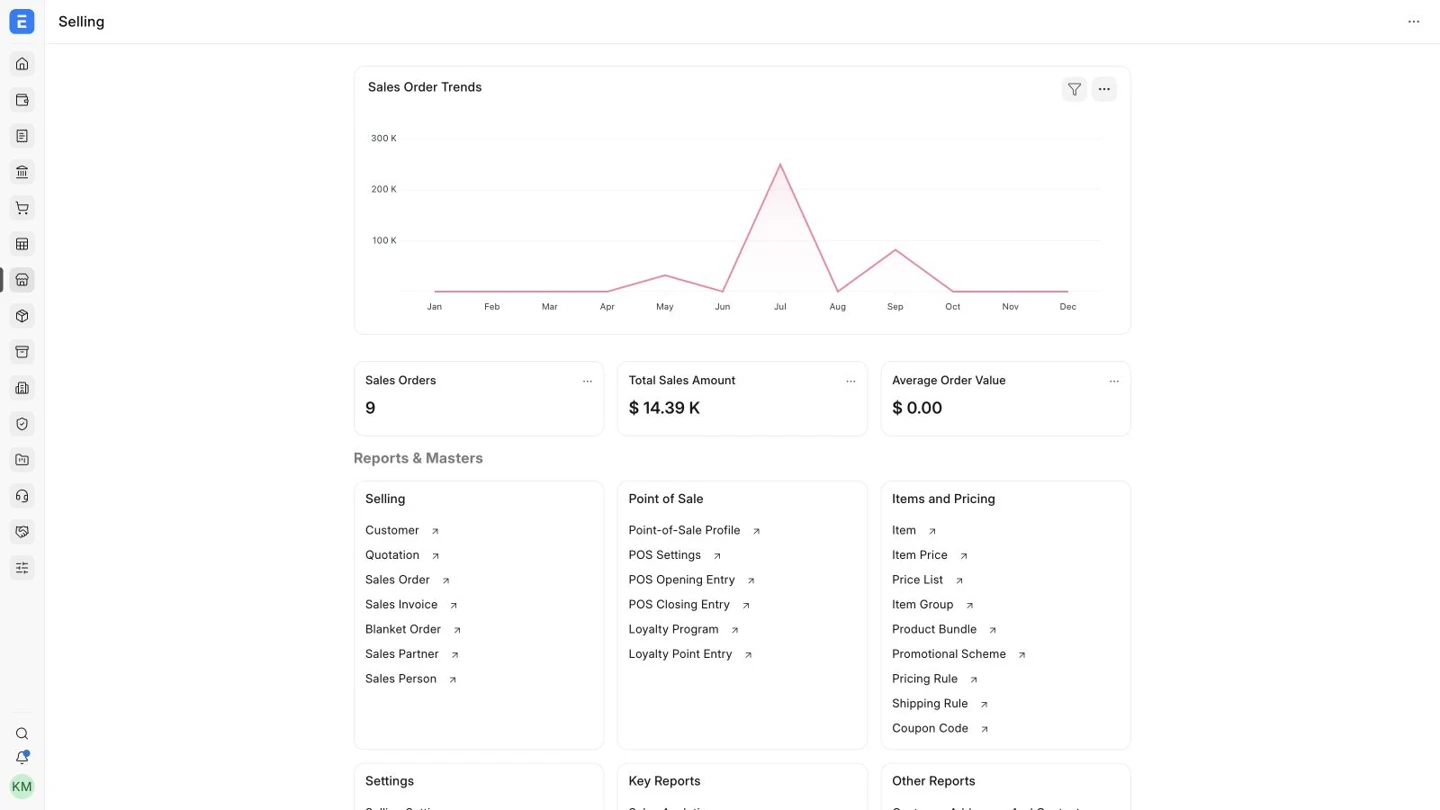 E
Selling
Sales Order Trends
300 K
200 K
100 K
Jan Feb Mar Apr May Jun Jul Aug Sep Oct Nov Dec
Sales Orders
9
Total Sales Amount
$ 14.39 K
Average Order Value
$ 0.00
Reports & Masters
Selling
Customer
Quotation
Sales Order
Sales Invoice
Blanket Order
Sales Partner
Sales Person
Point of Sale
Point-of-Sale Profile
POS Settings
POS Opening Entry
POS Closing Entry
Loyalty Program
Loyalty Point Entry
Items and Pricing
Item
Item Price
Price List
Item Group
Product Bundle
Promotional Scheme
Pricing Rule
Shipping Rule
Coupon Code
Settings
Key Reports
Other Reports
KM